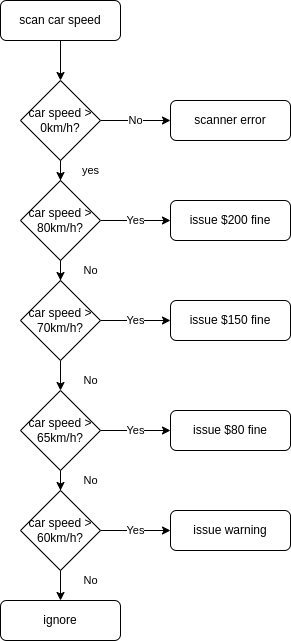 scan car speed
car speed >
0km/h?
No
scanner error
yes
car speed >
80km/h?
Yes
issue $200 fine
No
car speed >
70km/h?
Yes
issue $150 fine
No
car speed >
65km/h?
Yes
issue $80 fine
No
car speed >
60km/h?
Yes
issue warning
No
ignore